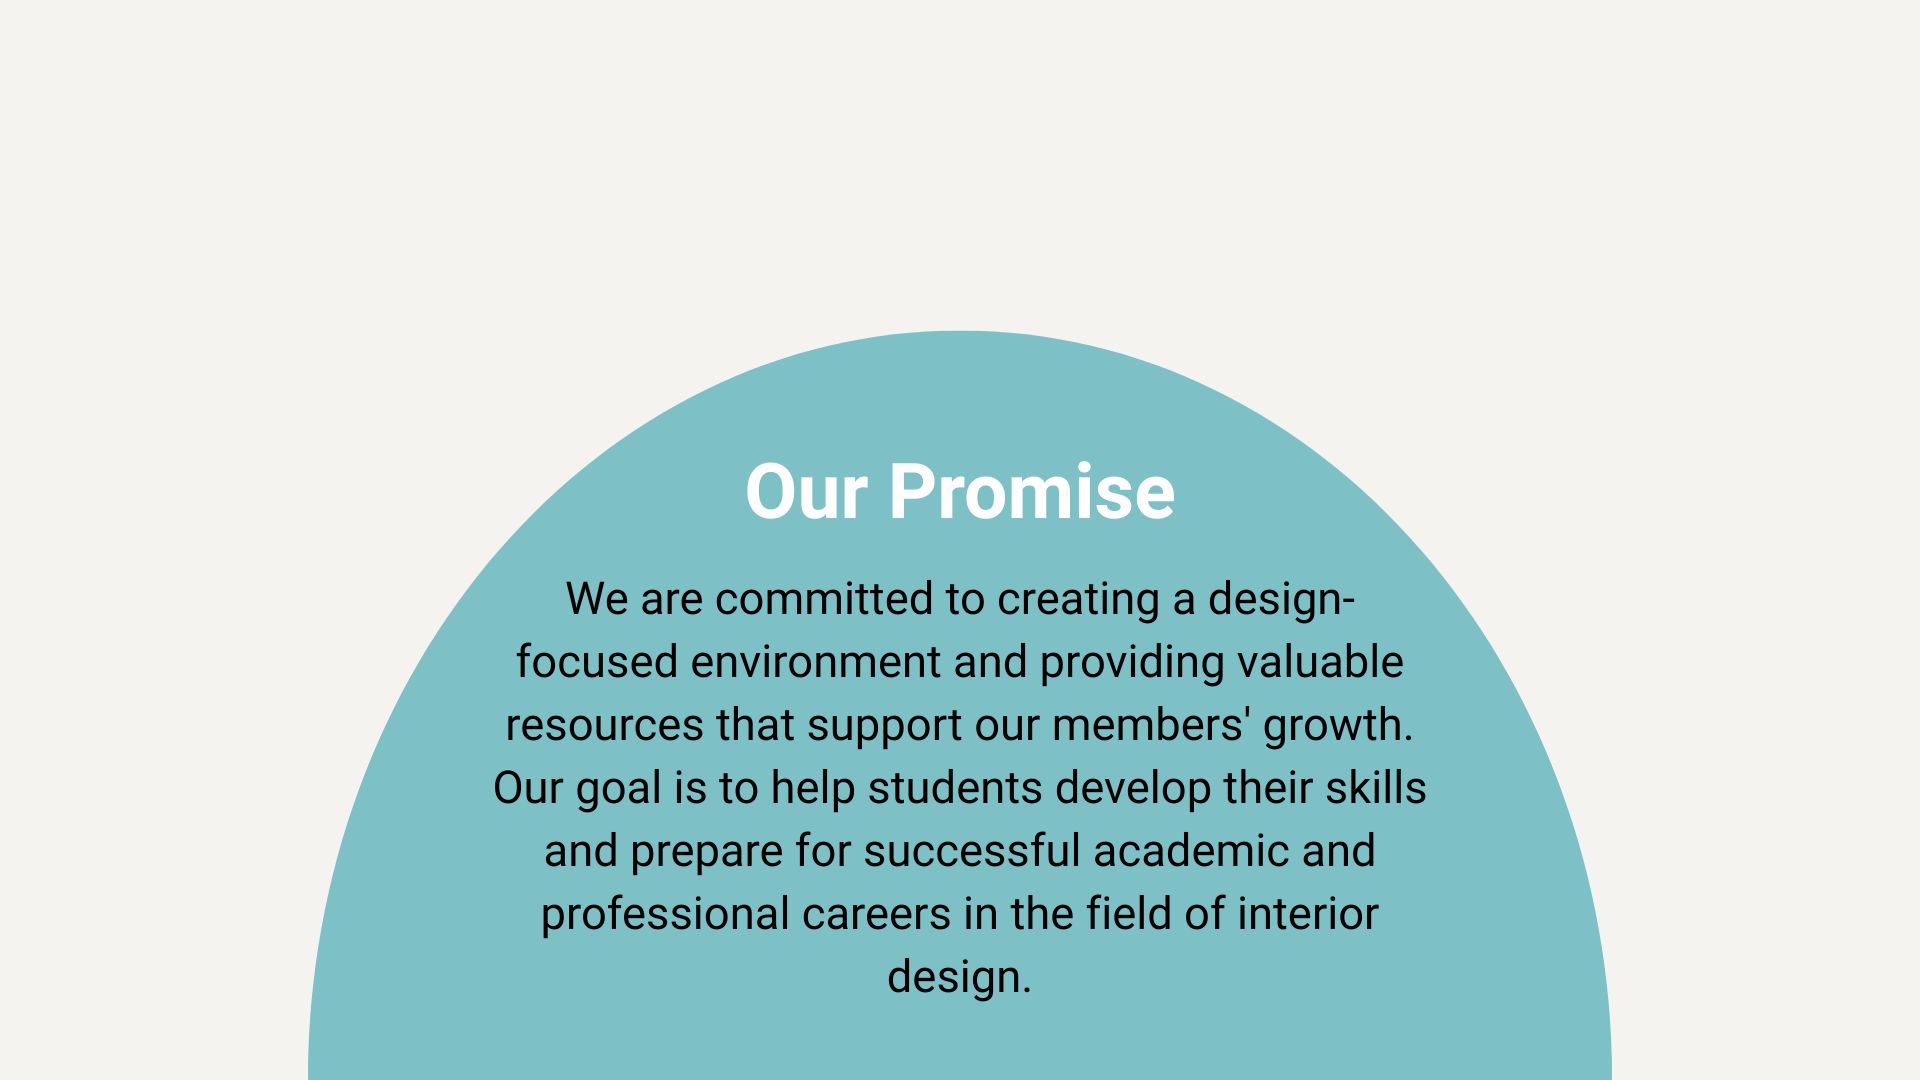 Our Promise
We are committed to creating a design-
focused environment and providing valuable
resources that support our members' growth.
Our goal is to help students develop their skills
and prepare for successful academic and
professional careers in the field of interior
design.